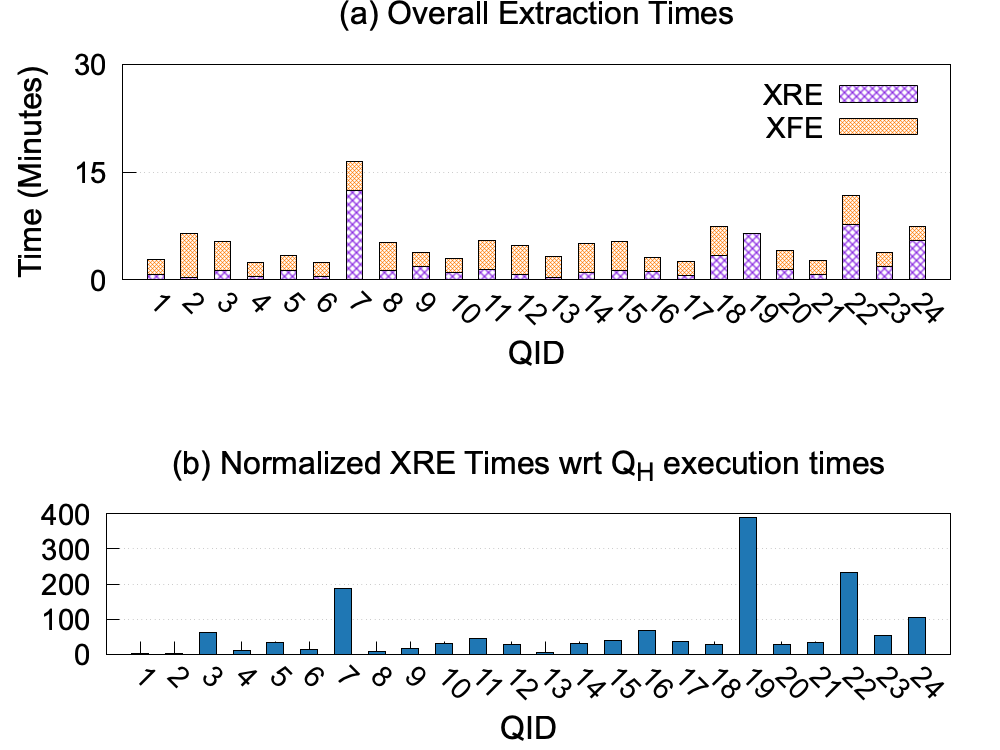 (a) Overall Extraction Times
Time (Minutes)
30
15
0
XRE
XFE
1 2 3 4 5 6 7 8 9 10 11 12 13 14 15 16 17 18 19 20 21 22 23 24
QID
(b) Normalized XRE Times wrt Q_H execution times
400
300
200
100
0
1 2 3 4 5 6 7 8 9 10 11 12 13 14 15 16 17 18 19 20 21 22 23 24
QID